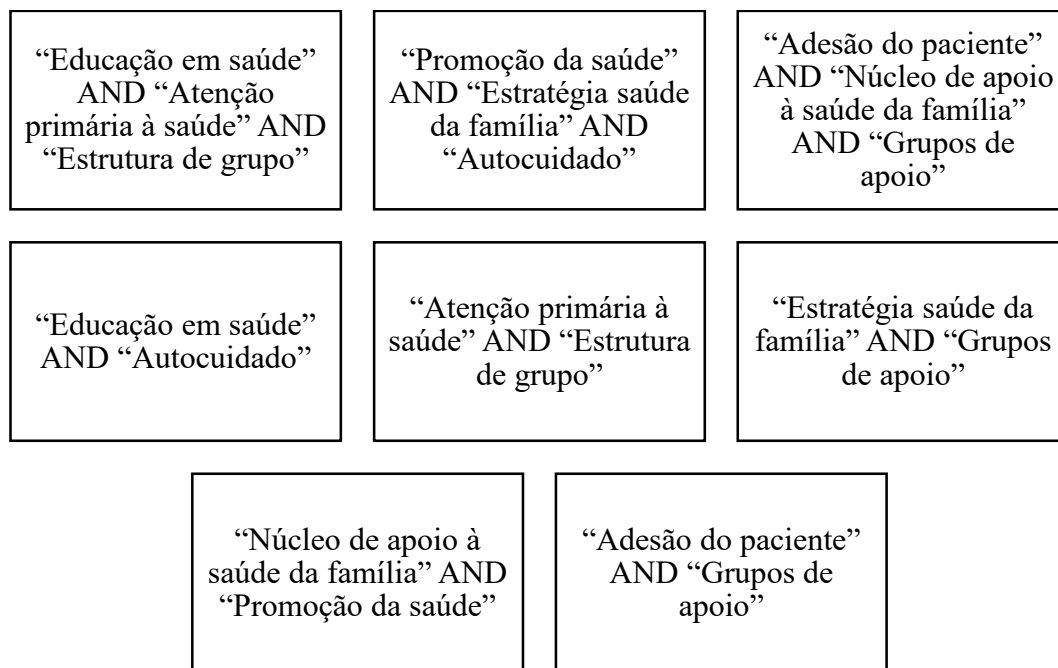 “Educação em saúde”
AND “Atenção
primária à saúde” AND
“Estrutura de grupo”
“Promoção da saúde”
AND “Estratégia saúde
da família” AND
“Autocuidado”
“Adesão do paciente”
AND “Núcleo de apoio
à saúde da família”
AND “Grupos de
apoio”
“Educação em saúde”
AND “Autocuidado”
“Atenção primária à
saúde” AND “Estrutura
de grupo”
“Estratégia saúde da
família” AND “Grupos
de apoio”
“Núcleo de apoio à
saúde da família” AND
“Promoção da saúde”
“Adesão do paciente”
AND “Grupos de
apoio”